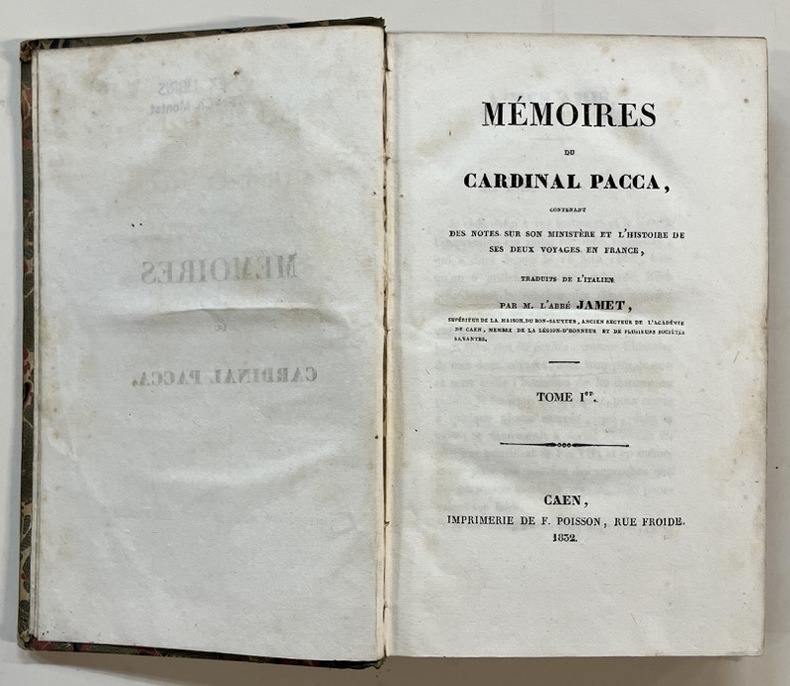 MÉMOIRES
DU
CARDINAL PACCA,
CONTENANT
DES NOTES SUR SON MINISTÈRE ET L'HISTOIRE DE
SES DEUX VOYAGES EN FRANCE,
TRADUITS DE L'ITALIEN
PAR M. L'ABBÉ JAMET,
SUPÉRIEUR DE LA MAISON DU BON-SAUVEUR, ANCIEN RECTEUR DE L'ACADÉMIE
DE CAEN, MEMBRE DE LA LÉGION-D'HONNEUR ET DE PLUSIEURS SOCIÉTÉS
SAVANTES.
TOME Ier.
CAEN,
IMPRIMERIE DE F. POISSON, RUE FROIDE.
1832.